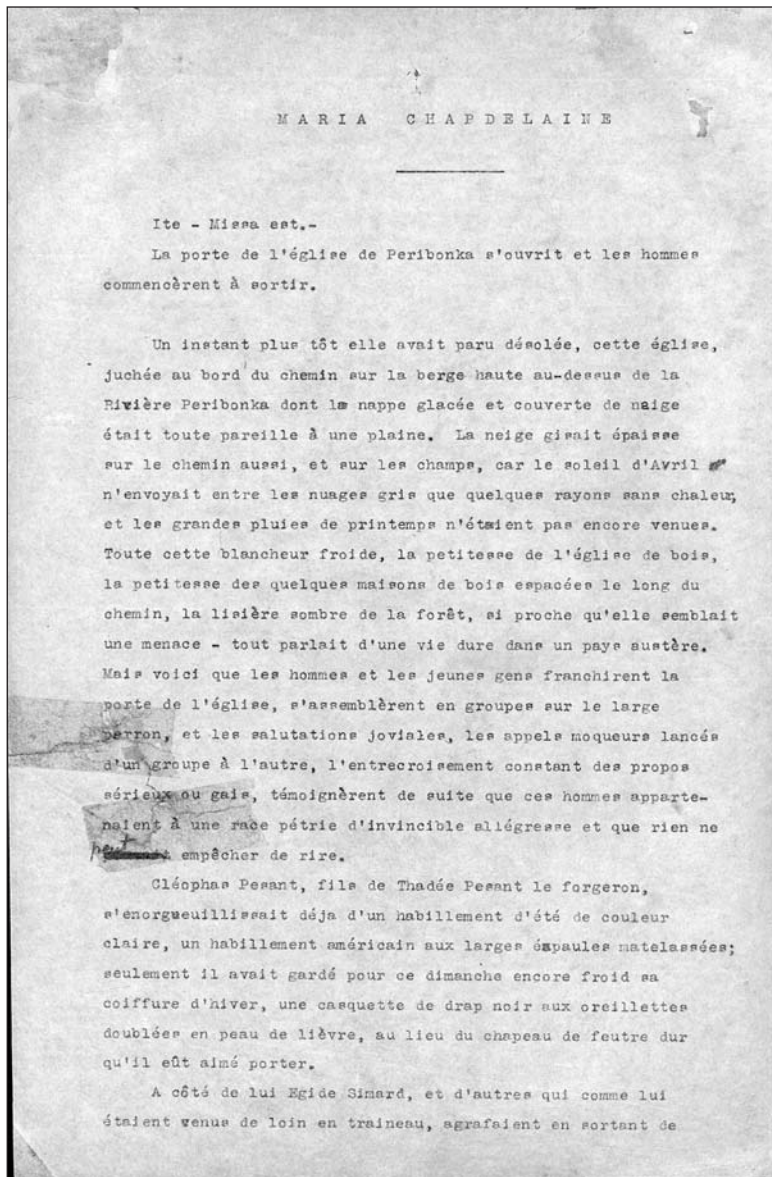 MARIA CHAPDELAINE
Ite - Missa est.-
La porte de l'église de Peribonka s'ouvrit et les hommes
commencèrent à sortir.
Un instant plus tôt elle avait paru désolée, cette église,
juchée au bord du chemin sur la berge haute au-dessus de la
Rivière Peribonka dont la nappe glacée et couverte de neige
était toute pareille à une plaine. La neige gisait épaisse
sur le chemin aussi, et sur les champs, car le soleil d'Avril
n'envoyait entre les nuages gris que quelques rayons sans chaleur,
et les grandes pluies de printemps n'étaient pas encore venues.
Toute cette blancheur froide, la petitesse de l'église de bois,
la petitesse des quelques maisons de bois espacées le long du
chemin, la lisière sombre de la forêt, si proche qu'elle semblait
une menace - tout parlait d'une vie dure dans un pays austère.
Mais voici que les hommes et les jeunes gens franchirent la
porte de l'église, s'assemblèrent en groupes sur le large
perron, et les salutations joviales, les appels moqueurs lancés
d'un groupe à l'autre, l'entrecroisement constant des propos
sérieux ou gais, témoignèrent de suite que ces hommes apparte-
naient à une race pétrie d'invincible allégresse et que rien ne
peut empêcher de rire.
Cléophas Pesant, fils de Thadée Pesant le forgeron,
s'enorgueuillissait déja d'un habillement d'été de couleur
claire, un habillement américain aux larges épaules matelassées;
seulement il avait gardé pour ce dimanche encore froid sa
coiffure d'hiver, une casquette de drap noir aux oreillettes
doublées en peau de lièvre, au lieu du chapeau de feutre dur
qu'il eût aimé porter.
A côté de lui Egide Simard, et d'autres qui comme lui
étaient venus de loin en traineau, agrafaient en sortant de